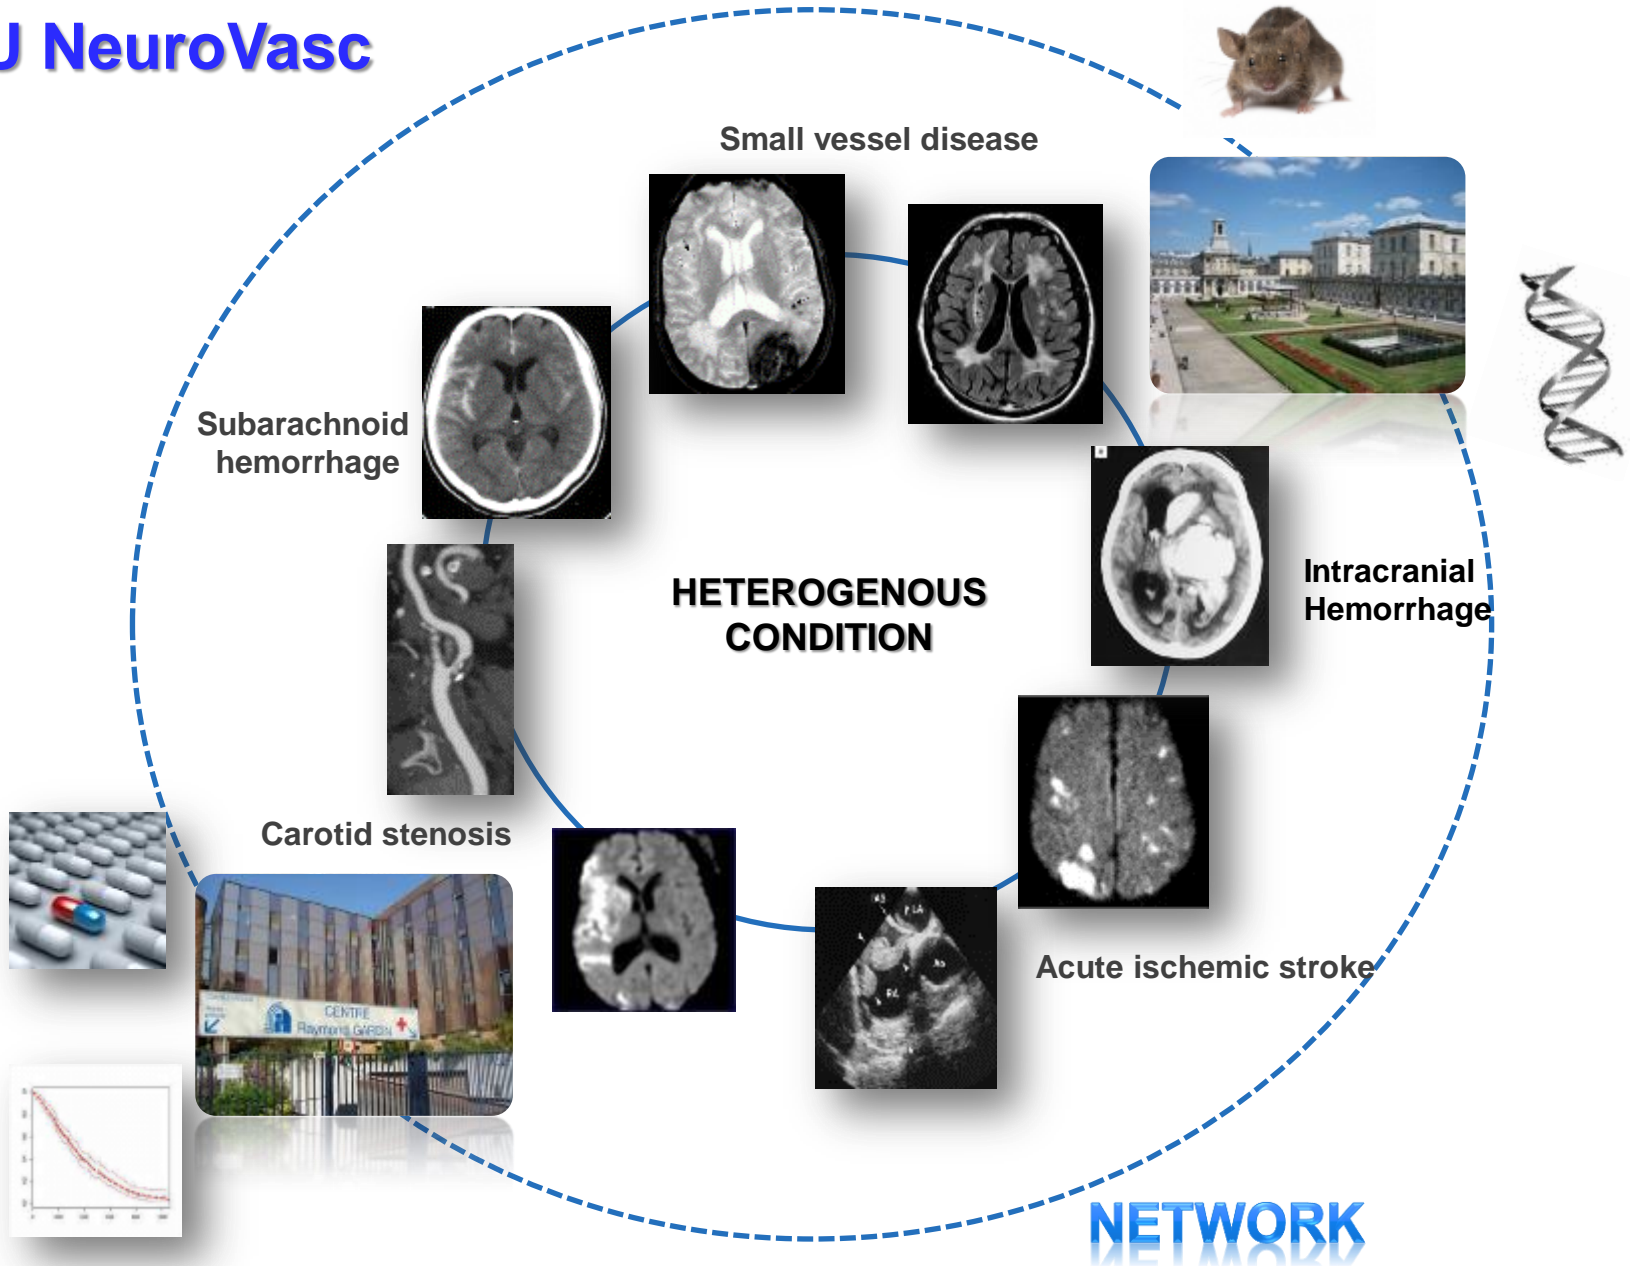 U NeuroVasc
Small vessel disease
Subarachnoid
hemorrhage
HETEROGENOUS
CONDITION
Intracranial
Hemorrhage
Carotid stenosis
Acute ischemic stroke
CENTRE
Raymond GARCIN
NETWORK